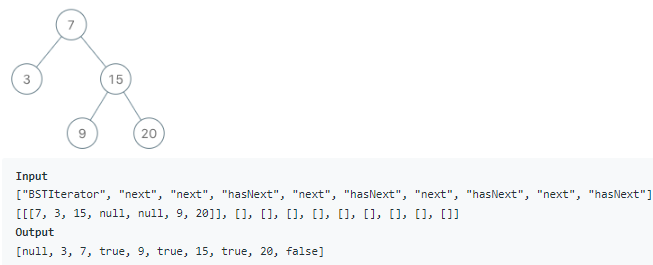 7
3
15
9
20
Input
["BSTIterator", "next", "next", "hasNext", "next", "hasNext", "next", "hasNext", "next", "hasNext"]
[[[7, 3, 15, null, null, 9, 20]], [], [], [], [], [], [], [], [], []]
Output
[null, 3, 7, true, 9, true, 15, true, 20, false]